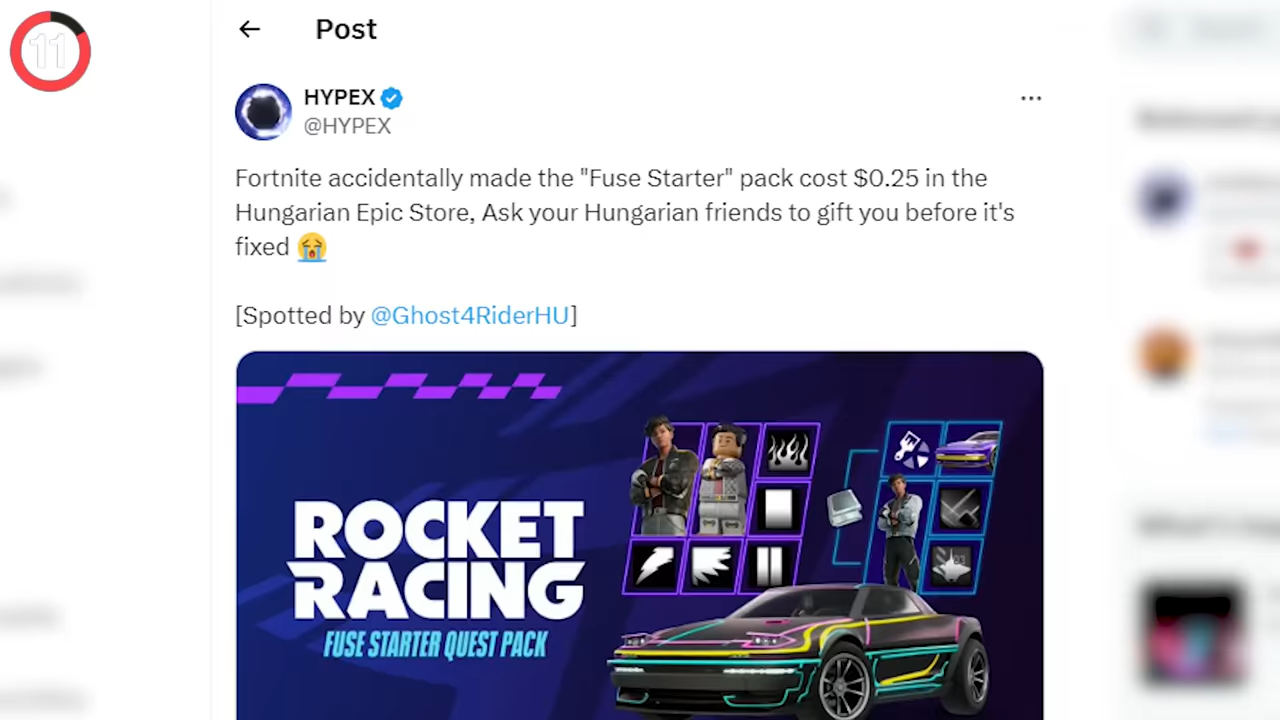 11
Post
HYPEX
@HYPEX
Fortnite accidentally made the "Fuse Starter" pack cost $0.25 in the
Hungarian Epic Store, Ask your Hungarian friends to gift you before it's
fixed 😭
[Spotted by @Ghost4RiderHU]
ROCKET
RACING
FUSE STARTER QUEST PACK